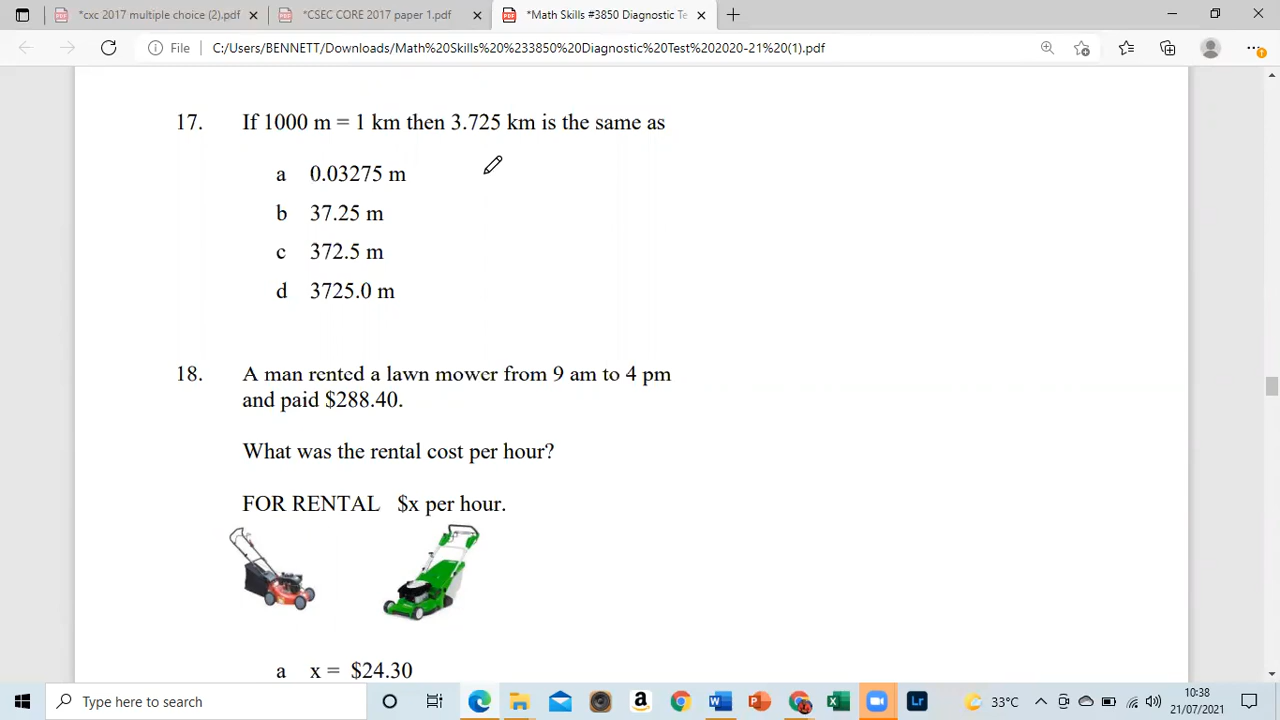 *cxc 2017 multiple choice (2).pdf
*CSEC CORE 2017 paper 1.pdf
*Math Skills #3850 Diagnostic Te
File
C:/Users/BENNETT/Downloads/Math%20Skills%20%233850%20Diagnostic%20Test%202020-21%20(1).pdf
17. If 1000 m = 1 km then 3.725 km is the same as
a 0.03275 m
b 37.25 m
c 372.5 m
d 3725.0 m
18. A man rented a lawn mower from 9 am to 4 pm
and paid $288.40.
What was the rental cost per hour?
FOR RENTAL $x per hour.
a x = $24.30
Type here to search
33°C
10:38
21/07/2021